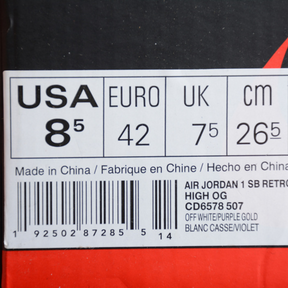 USA EURO UK cm
8⁵ 42 7⁵ 26⁵
Made in China / Fabrique en Chine / Hecho en China
AIR JORDAN 1 SB RETRO
HIGH OG
CD6578 507
OFF WHITE/PURPLE GOLD
BLANC CASSE/VIOLET
1 92502 87285 5 14